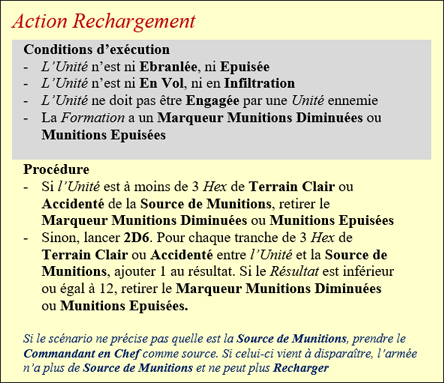 Action Rechargement
Conditions d’exécution
- L’Unité n’est ni Ebranlée, ni Epuisée
- L’Unité n’est ni En Vol, ni en Infiltration
- L’Unité ne doit pas être Engagée par une Unité ennemie
- La Formation a un Marqueur Munitions Diminuées ou
Munitions Epuisées
Procédure
- Si l’Unité est à moins de 3 Hex de Terrain Clair ou
Accidenté de la Source de Munitions, retirer le
Marqueur Munitions Diminuées ou Munitions Epuisées
- Sinon, lancer 2D6. Pour chaque tranche de 3 Hex de
Terrain Clair ou Accidenté entre l’Unité et la Source de
Munitions, ajouter 1 au résultat. Si le Résultat est inférieur
ou égal à 12, retirer le Marqueur Munitions Diminuées
ou Munitions Epuisées.
Si le scénario ne précise pas quelle est la Source de Munitions, prendre le
Commandant en Chef comme source. Si celui-ci vient à disparaître, l’armée
n’a plus de Source de Munitions et ne peut plus Recharger